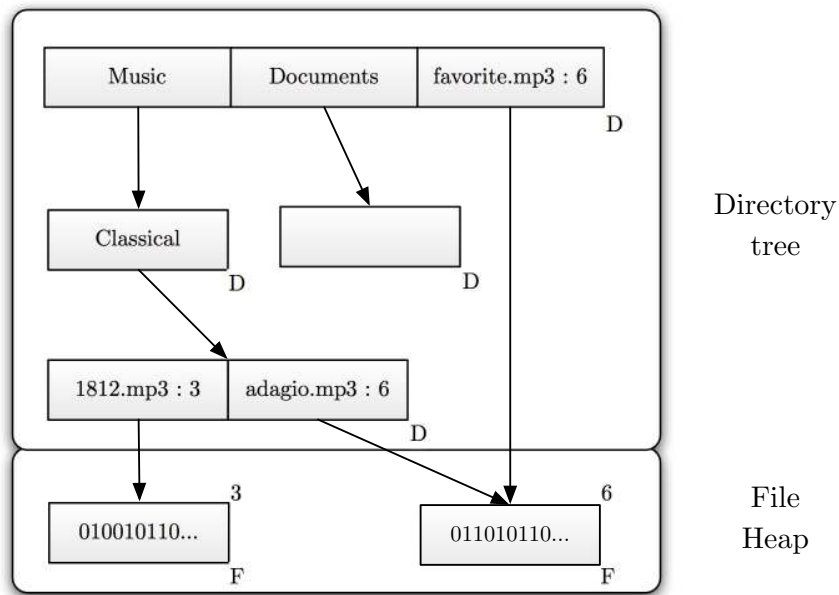 Music Documents favorite.mp3 : 6
D
Directory
tree
Classical
D D
1812.mp3 : 3 adagio.mp3 : 6
D
3 6
010010110... 011010110...
F F
File
Heap